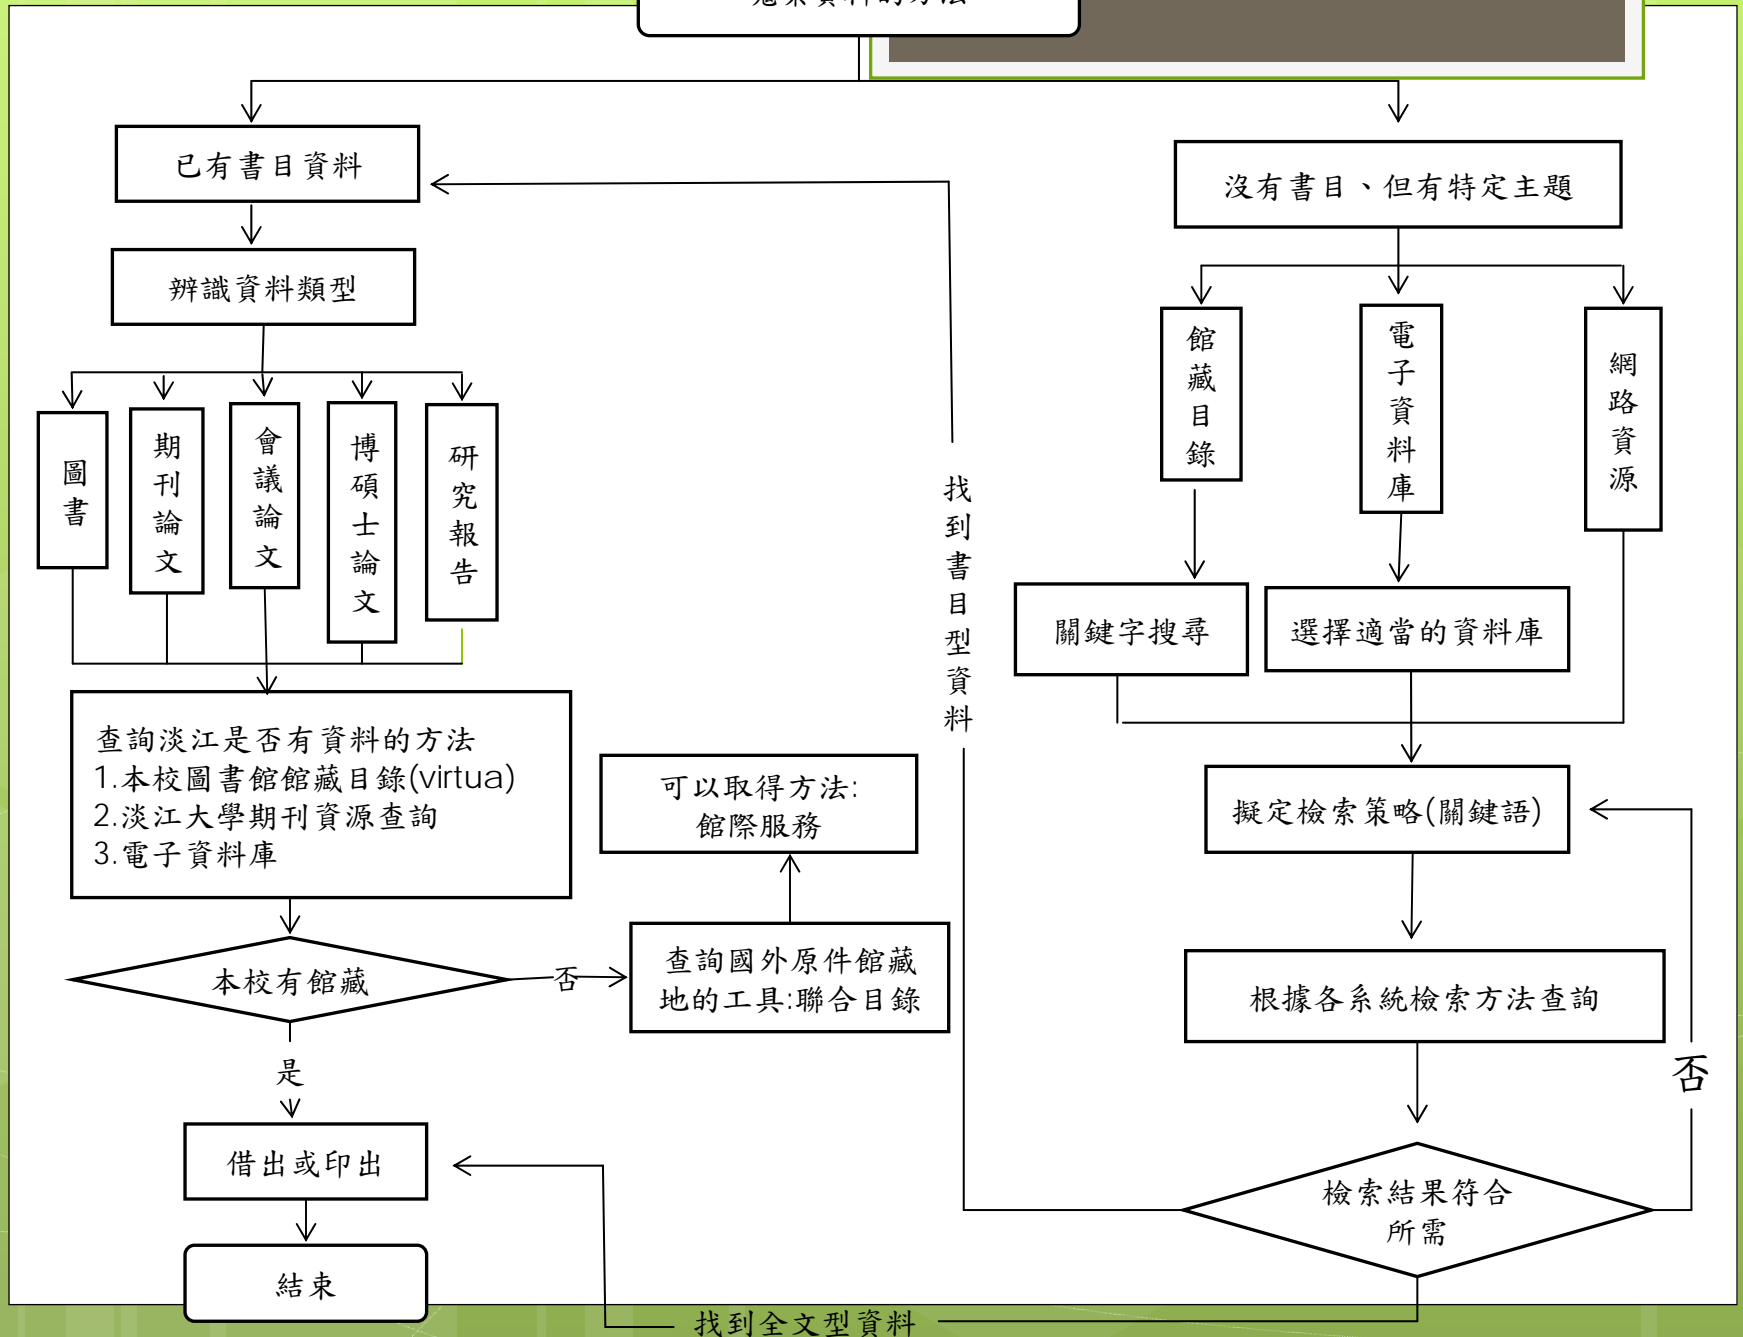 蒐集資料的方法
已有書目資料
沒有書目、但有特定主題
辨識資料類型
圖書
期刊論文
會議論文
博碩士論文
研究報告
館藏目錄
電子資料庫
網路資源
找到書目型資料
關鍵字搜尋
選擇適當的資料庫
查詢淡江是否有資料的方法
1.本校圖書館館藏目錄(virtua)
2.淡江大學期刊資源查詢
3.電子資料庫
可以取得方法:
館際服務
擬定檢索策略(關鍵語)
本校有館藏
否
查詢國外原件館藏
地的工具:聯合目錄
根據各系統檢索方法查詢
否
是
借出或印出
檢索結果符合
所需
結束
找到全文型資料